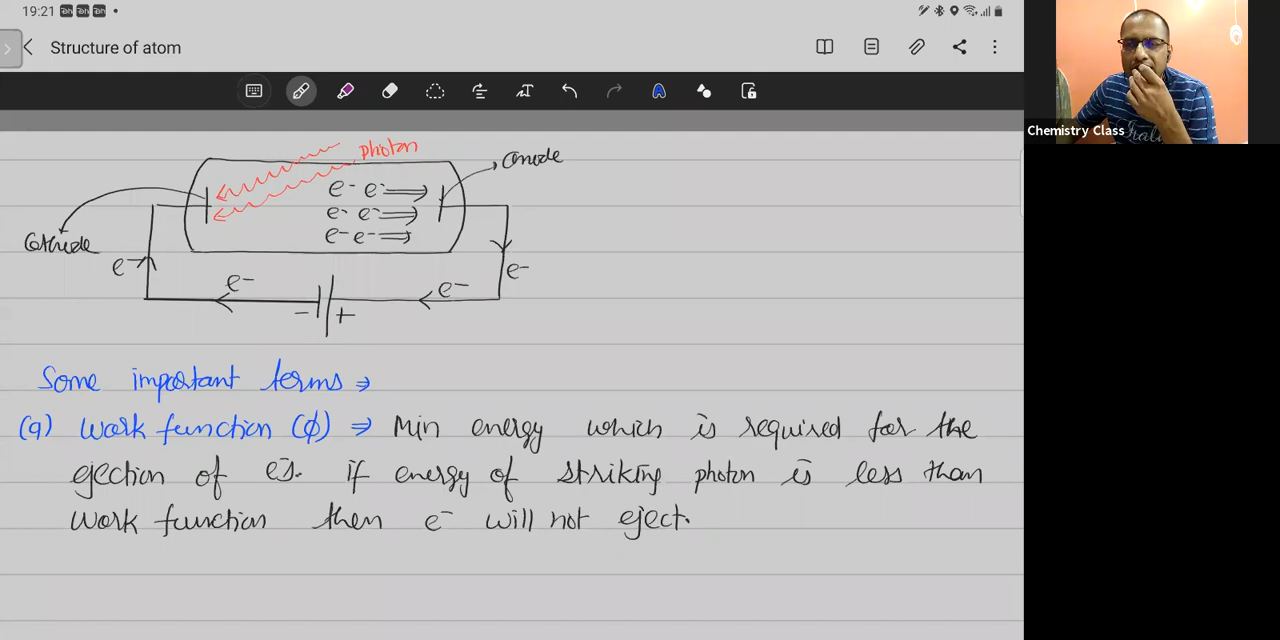 19:21
Structure of atom
photon
anode
e- e-
e- e-
e- e-
Cathode
e-
e-
e-
e-
- +
Chemistry Class
Some important terms ⇒
(a) Work function (ϕ) ⇒ Min energy which is required for the
ejection of e's. if energy of striking photon is less than
Work function then e- will not eject.